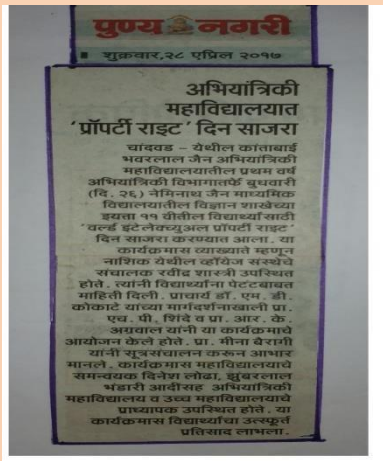 पुण्य नगरी
शुक्रवार,२८ एप्रिल २०१७
अभियांत्रिकी
महाविद्यालयात
‘प्रॉपर्टी राइट’ दिन साजरा
चांदवड – येथील कांताबाई
भवरलाल जैन अभियांत्रिकी
महाविद्यालयातील प्रथम वर्ष
अभियांत्रिकी विभागातर्फे बुधवारी
(दि. २६) नेमिनाथ जैन माध्यमिक
विद्यालयातील विज्ञान शाखेच्या
इयत्ता ११ वीतील विद्यार्थ्यांसाठी
‘वर्ल्ड इंटेलेक्च्युअल प्रॉपर्टी राइट’
दिन साजरा करण्यात आला. या
कार्यक्रमास व्याख्याते म्हणून
नाशिक येथील व्हॉयेज संस्थेचे
संचालक रवींद्र शास्त्री उपस्थित
होते. त्यांनी विद्यार्थ्यांना पेटंटबाबत
माहिती दिली. प्राचार्य डॉ. एम. डी.
कोकाटे यांच्या मार्गदर्शनाखाली प्रा.
एच. पी. शिंदे व प्रा. आर. के.
अग्रवाल यांनी या कार्यक्रमाचे
आयोजन केले होते. प्रा. मीना बैरागी
यांनी सूत्रसंचालन करून आभार
मानले. कार्यक्रमास महाविद्यालयाचे
समन्वयक दिनेश लोढा, झुंबरलाल
भंडारी आदींसह अभियांत्रिकी
महाविद्यालय व उच्च महाविद्यालयाचे
प्राध्यापक उपस्थित होते. या
कार्यक्रमास विद्यार्थ्यांचा उत्स्फूर्त
प्रतिसाद लाभला.